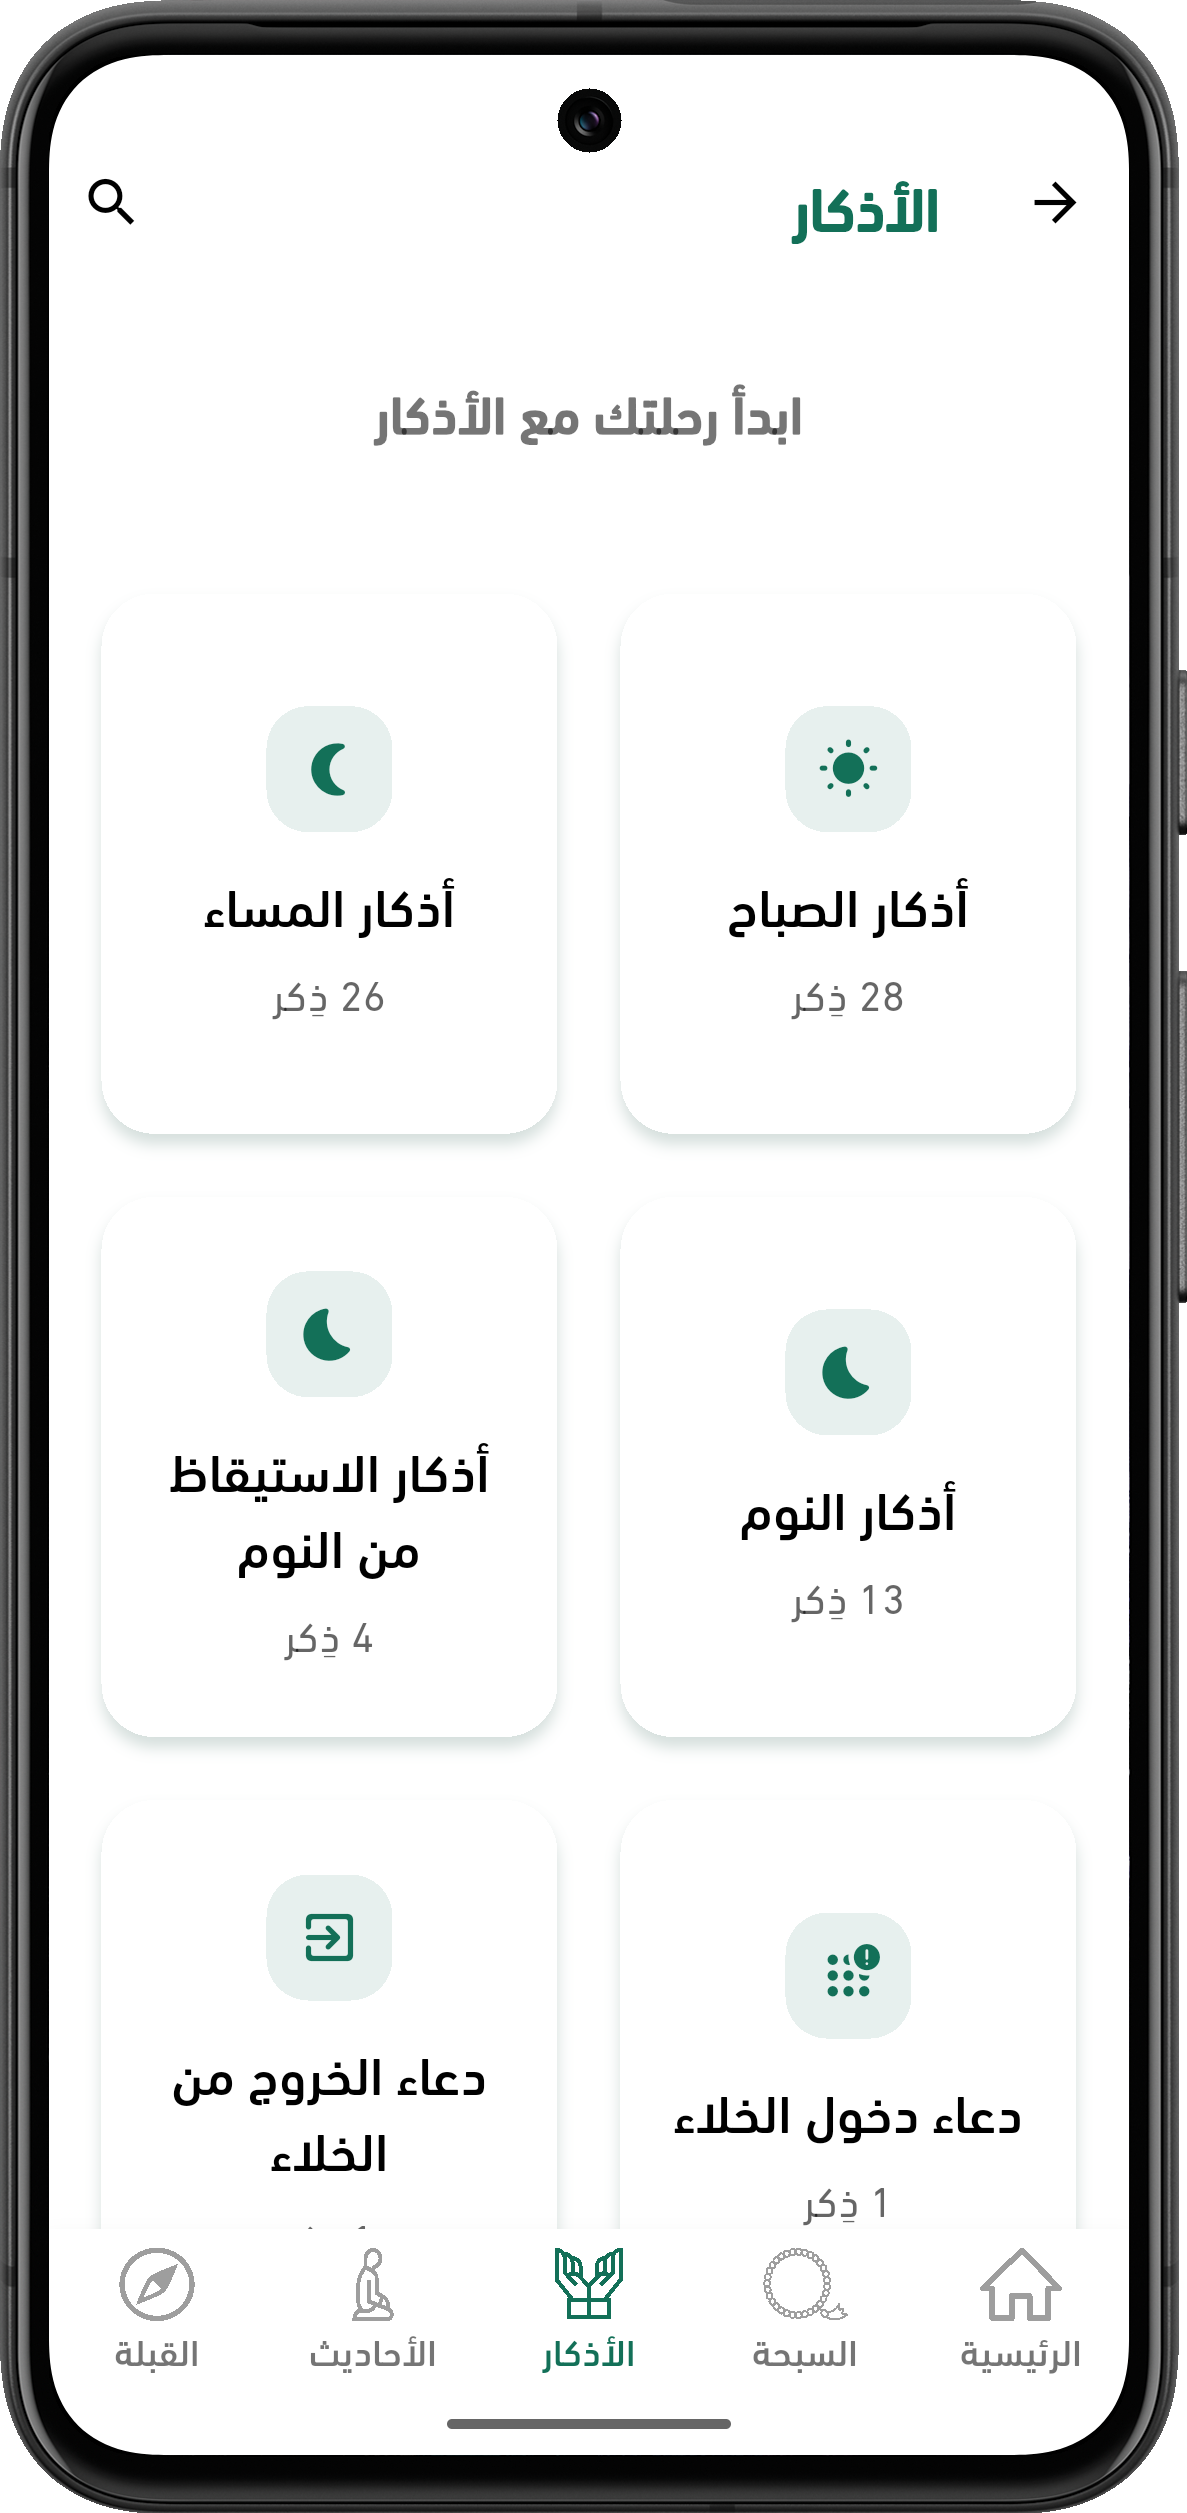 الأذكار
ابدأ رحلتك مع الأذكار
أذكار الصباح
28 ذِكر
أذكار المساء
26 ذِكر
أذكار النوم
13 ذِكر
أذكار الاستيقاظ
من النوم
4 ذِكر
دعاء دخول الخلاء
1 ذِكر
دعاء الخروج من
الخلاء
الرئيسية
السبحة
الأذكار
الأحاديث
القبلة